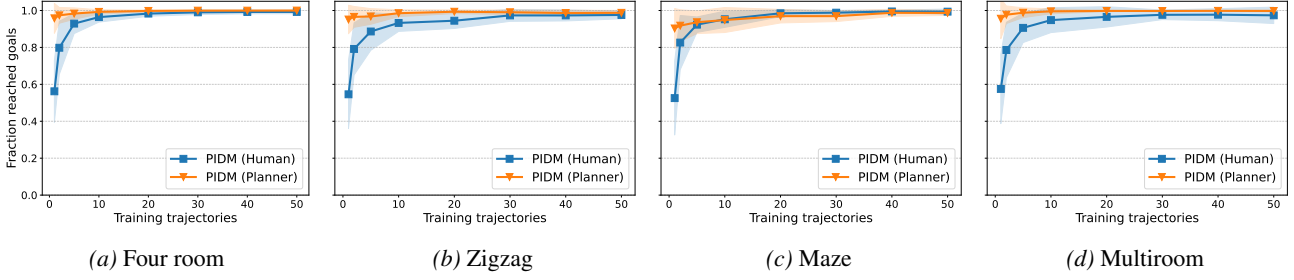 Fraction reached goals
1.0
0.8
0.6
0.4
0.2
0.0
PIDM (Human)
PIDM (Planner)
0 10 20 30 40 50
Training trajectories
(a) Four room
PIDM (Human)
PIDM (Planner)
0 10 20 30 40 50
Training trajectories
(b) Zigzag
PIDM (Human)
PIDM (Planner)
0 10 20 30 40 50
Training trajectories
(c) Maze
PIDM (Human)
PIDM (Planner)
0 10 20 30 40 50
Training trajectories
(d) Multiroom